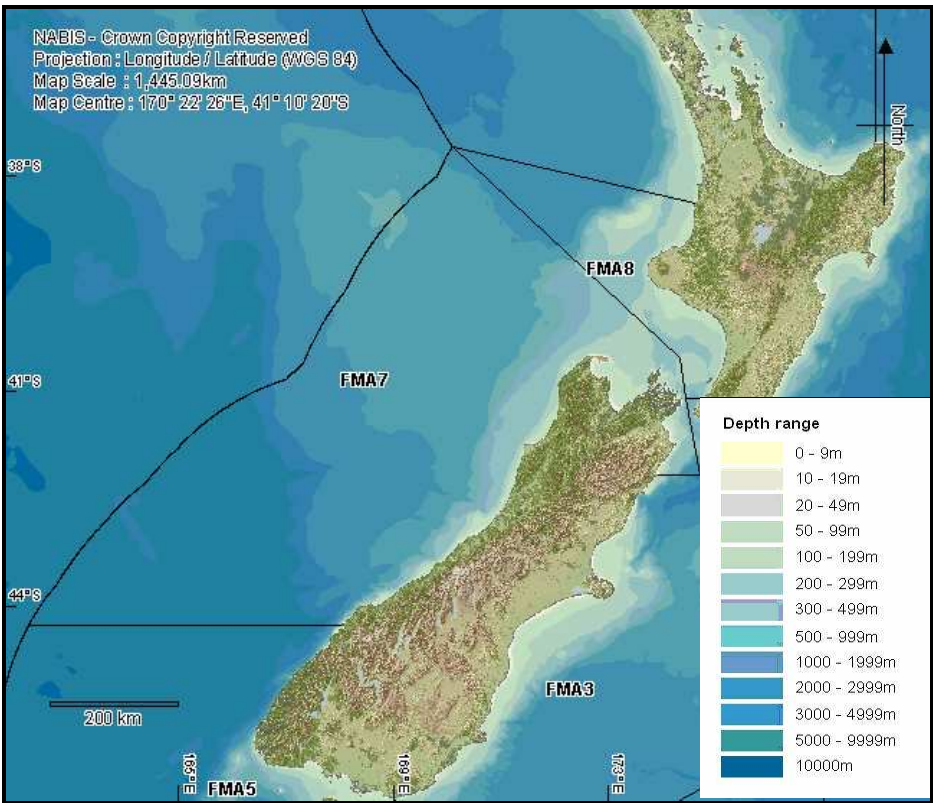 NABIS - Crown Copyright Reserved
Projection : Longitude / Latitude (WGS 84)
Map Scale : 1,445.09km
Map Centre : 170° 22' 26"E, 41° 10' 20"S
North
38°S
FMA8
FMA7
41°S
Depth range
0 - 9m
10 - 19m
20 - 49m
50 - 99m
100 - 199m
200 - 299m
300 - 499m
500 - 999m
1000 - 1999m
2000 - 2999m
3000 - 4999m
5000 - 9999m
10000m
44°S
FMA3
200 km
165°E
169°E
173°E
FMA5